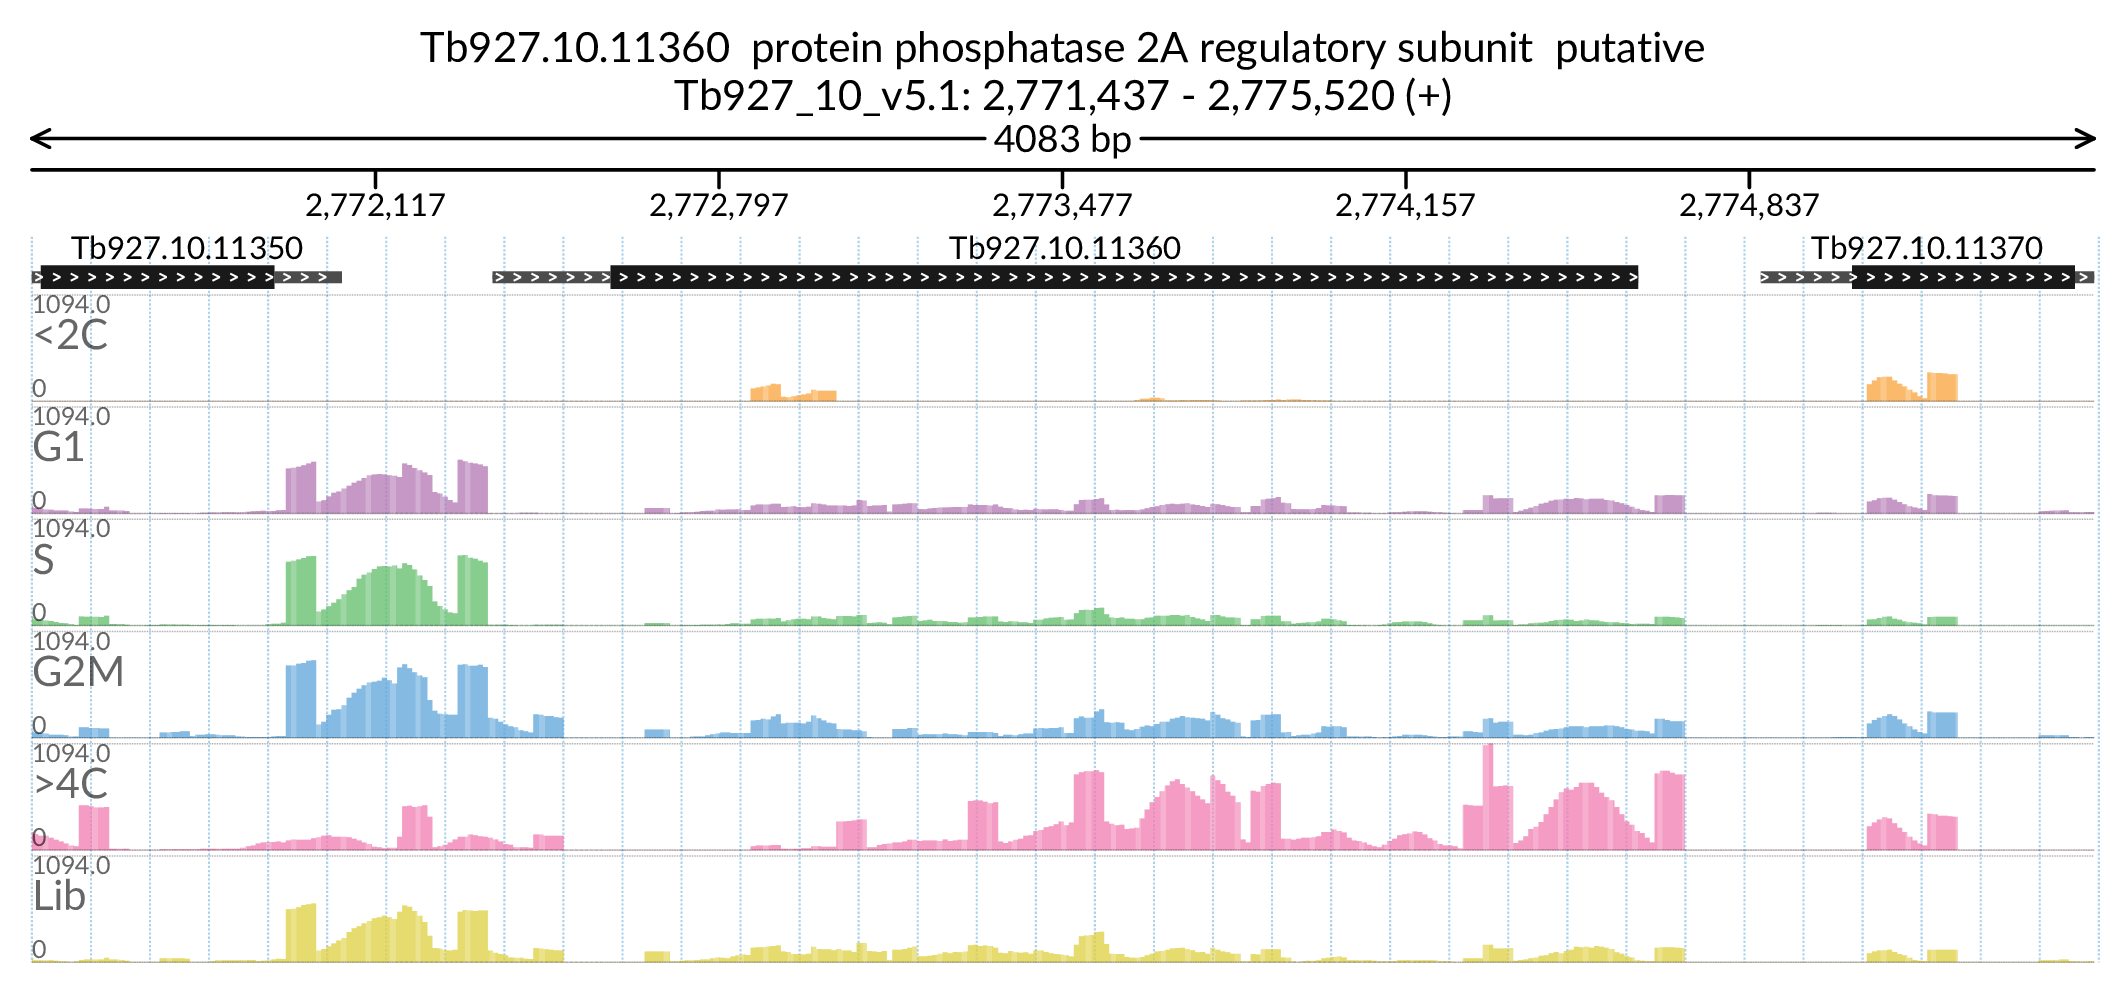 Tb927.10.11360  protein phosphatase 2A regulatory subunit  putative
Tb927_10_v5.1: 2,771,437 - 2,775,520 (+)
4083 bp
2,772,117 2,772,797 2,773,477 2,774,157 2,774,837
Tb927.10.11350 Tb927.10.11360 Tb927.10.11370
1094.0
<2C
0
1094.0
G1
0
1094.0
S
0
1094.0
G2M
0
1094.0
>4C
0
1094.0
Lib
0